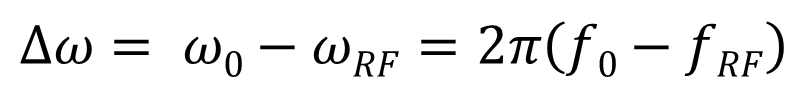 Δω = ω₀ − ω_RF = 2π(f₀ − f_RF)